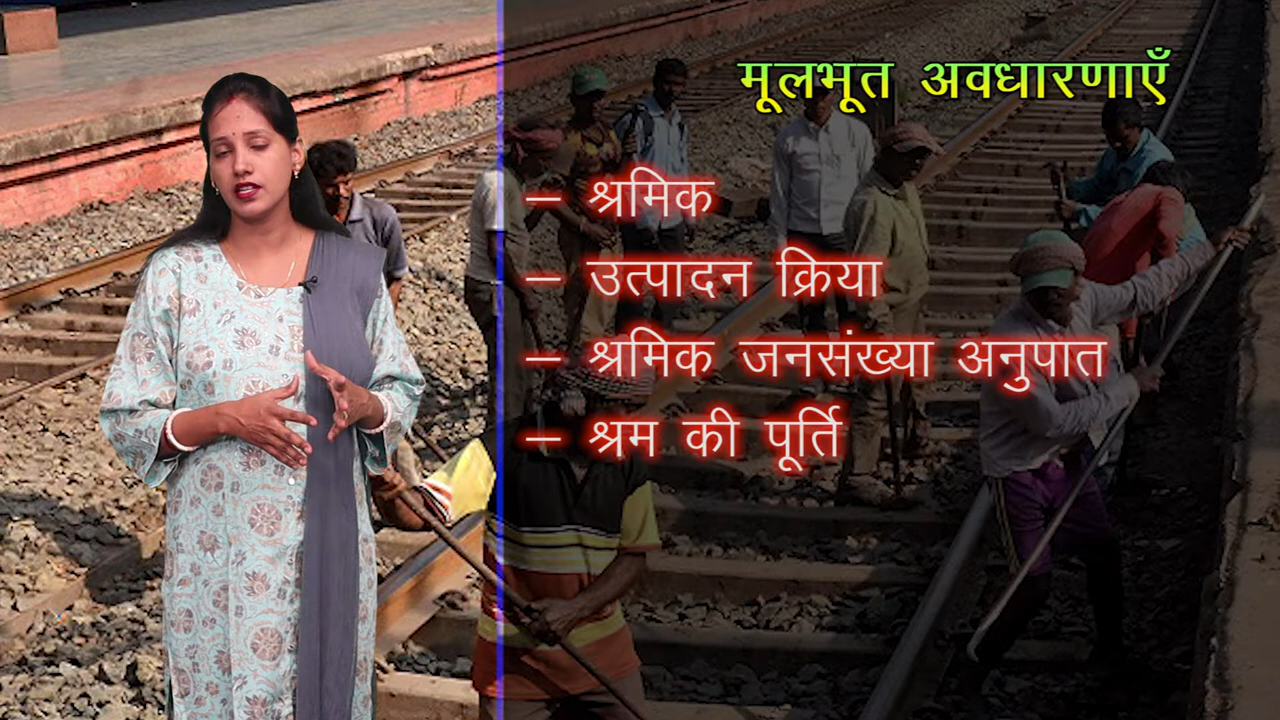 मूलभूत अवधारणाएँ
– श्रमिक
– उत्पादन क्रिया
– श्रमिक जनसंख्या अनुपात
– श्रम की पूर्ति